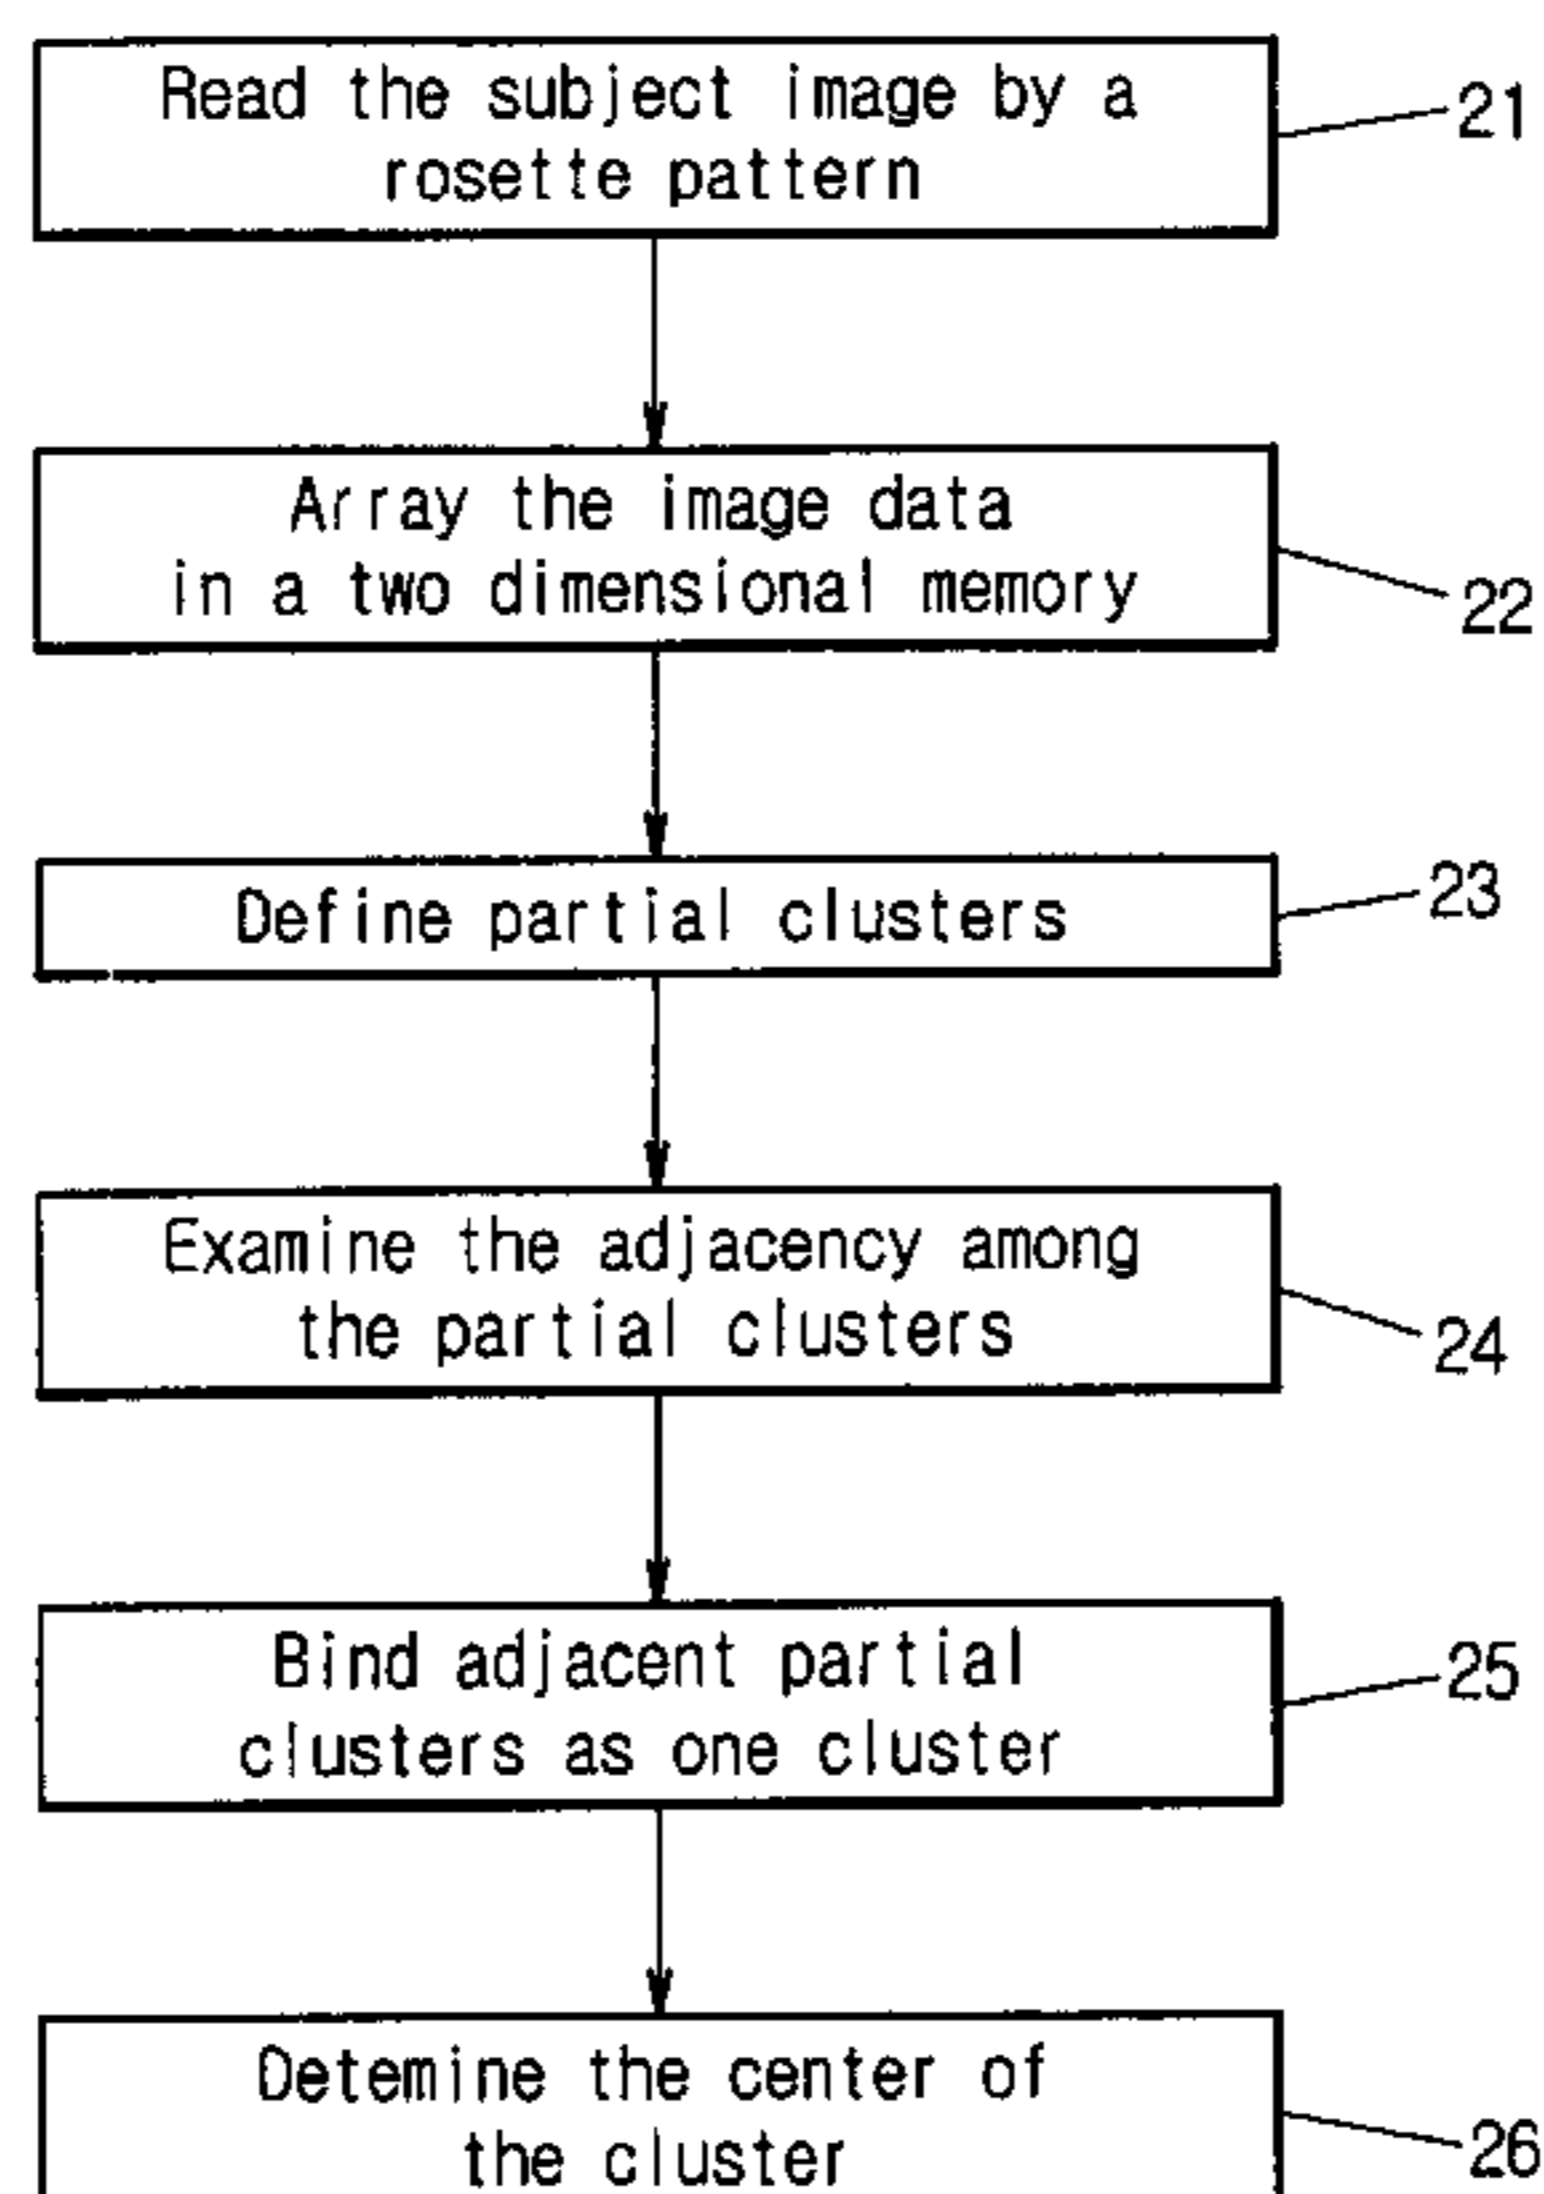 Read the subject image by a
rosette pattern
21
Array the image data
in a two dimensional memory
22
Define partial clusters
23
Examine the adjacency among
the partial clusters
24
Bind adjacent partial
clusters as one cluster
25
Detemine the center of
the cluster
26